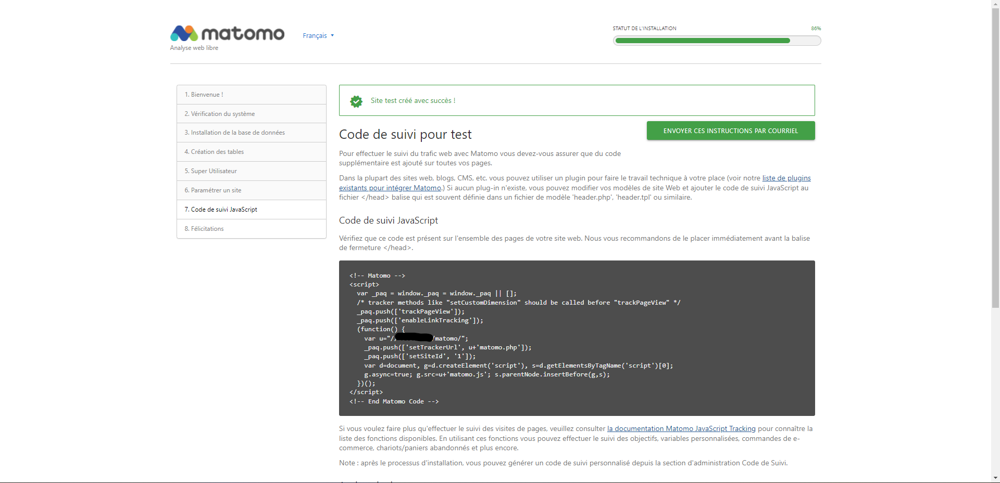 matomo
Analyse web libre
Français
STATUT DE L'INSTALLATION
86%
1. Bienvenue !
2. Vérification du système
3. Installation de la base de données
4. Création des tables
5. Super Utilisateur
6. Paramétrer un site
7. Code de suivi JavaScript
8. Félicitations
Site test créé avec succès !
Code de suivi pour test
ENVOYER CES INSTRUCTIONS PAR COURRIEL
Pour effectuer le suivi du trafic web avec Matomo vous devez-vous assurer que du code
supplémentaire est ajouté sur toutes vos pages.
Dans la plupart des sites web, blogs, CMS, etc. vous pouvez utiliser un plugin pour faire le travail technique à votre place (voir notre liste de plugins
existants pour intégrer Matomo.) Si aucun plug-in n'existe, vous pouvez modifier vos modèles de site Web et ajouter le code de suivi JavaScript au
fichier </head> balise qui est souvent définie dans un fichier de modèle 'header.php', 'header.tpl' ou similaire.
Code de suivi JavaScript
Vérifiez que ce code est présent sur l'ensemble des pages de votre site web. Nous vous recommandons de le placer immédiatement avant la balise
de fermeture </head>.
<!-- Matomo -->
<script>
  var _paq = window._paq = window._paq || [];
  /* tracker methods like "setCustomDimension" should be called before "trackPageView" */
  _paq.push(['trackPageView']);
  _paq.push(['enableLinkTracking']);
  (function() {
    var u="//          /matomo/";
    _paq.push(['setTrackerUrl', u+'matomo.php']);
    _paq.push(['setSiteId', '1']);
    var d=document, g=d.createElement('script'), s=d.getElementsByTagName('script')[0];
    g.async=true; g.src=u+'matomo.js'; s.parentNode.insertBefore(g,s);
  })();
</script>
<!-- End Matomo Code -->
Si vous voulez faire plus qu'effectuer le suivi des visites de pages, veuillez consulter la documentation Matomo JavaScript Tracking pour connaître la
liste des fonctions disponibles. En utilisant ces fonctions vous pouvez effectuer le suivi des objectifs, variables personnalisées, commandes de e-
commerce, chariots/paniers abandonnés et plus encore.
Note : après le processus d'installation, vous pouvez générer un code de suivi personnalisé depuis la section d'administration Code de Suivi.